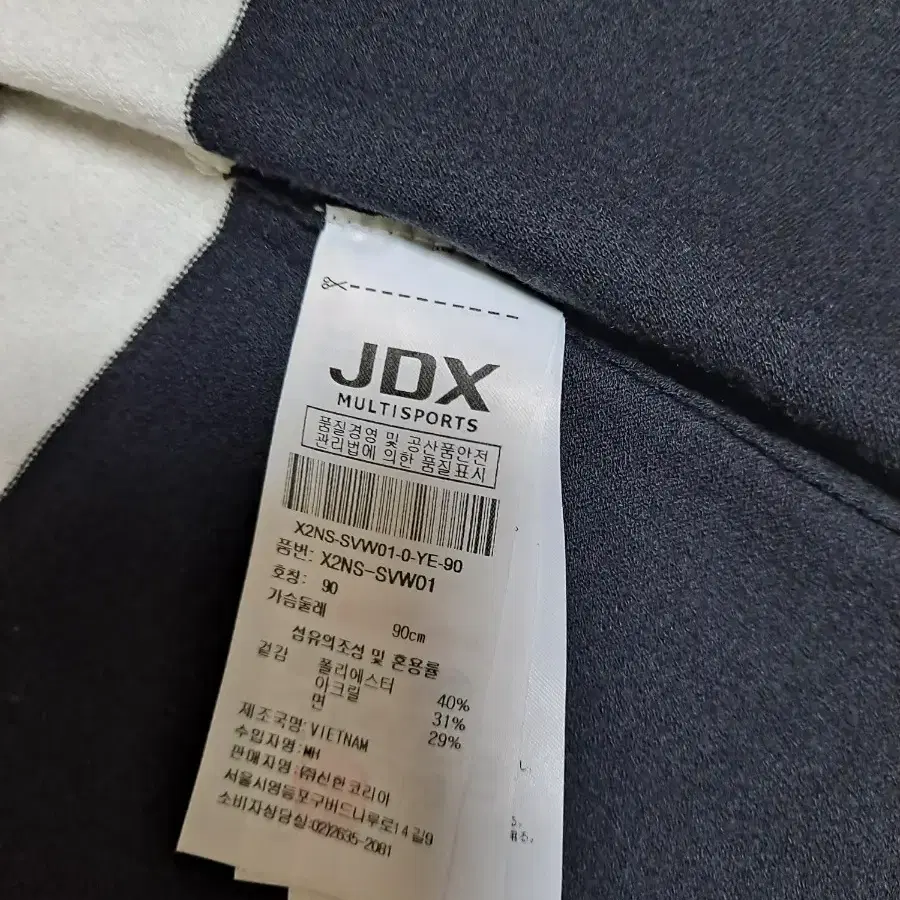 JDX
MULTISPORTS
품질경영 및 공산품안전
관리법에 의한 품질표시
X2NS-SVW01-0-YE-90
품번: X2NS-SVW01
호칭: 90
가슴둘레
90cm
섬유의조성 및 혼용률
겉감 폴리에스터 40%
아크릴 31%
면 29%
제조국명: VIETNAM
수입자명: MH
판매자명: (주)신한코리아
서울시영등포구버드나루로14길9
소비자상담실:02)2635-2081